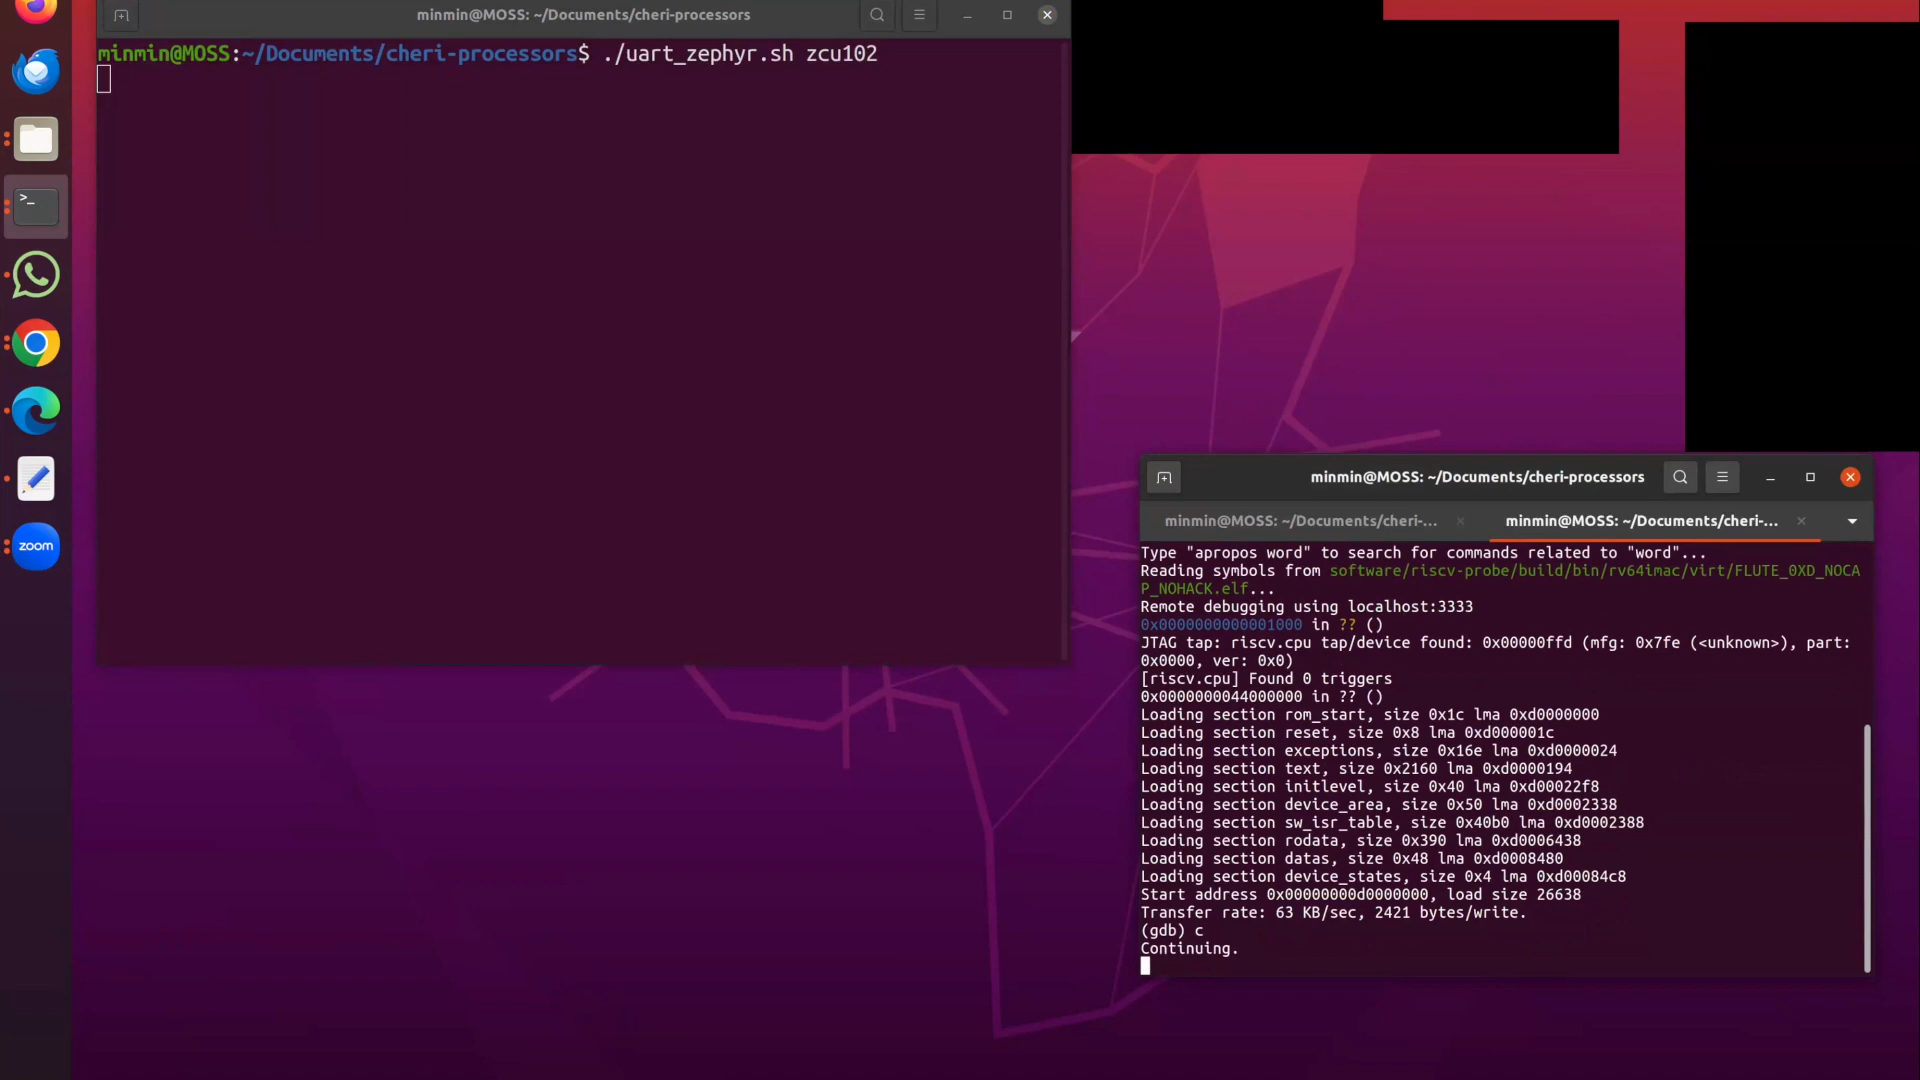 minmin@MOSS: ~/Documents/cheri-processors
minmin@MOSS:~/Documents/cheri-processors$ ./uart_zephyr.sh zcu102
>_
zoom
minmin@MOSS: ~/Documents/cheri-processors
minmin@MOSS: ~/Documents/cheri-...
minmin@MOSS: ~/Documents/cheri-...
Type "apropos word" to search for commands related to "word"...
Reading symbols from software/riscv-probe/build/bin/rv64imac/virt/FLUTE_0XD_NOCA
P_NOHACK.elf...
Remote debugging using localhost:3333
0x0000000000001000 in ?? ()
JTAG tap: riscv.cpu tap/device found: 0x00000ffd (mfg: 0x7fe (<unknown>), part:
0x0000, ver: 0x0)
[riscv.cpu] Found 0 triggers
0x0000000044000000 in ?? ()
Loading section rom_start, size 0x1c lma 0xd0000000
Loading section reset, size 0x8 lma 0xd000001c
Loading section exceptions, size 0x16e lma 0xd0000024
Loading section text, size 0x2160 lma 0xd0000194
Loading section initlevel, size 0x40 lma 0xd00022f8
Loading section device_area, size 0x50 lma 0xd0002338
Loading section sw_isr_table, size 0x40b0 lma 0xd0002388
Loading section rodata, size 0x390 lma 0xd0006438
Loading section datas, size 0x48 lma 0xd0008480
Loading section device_states, size 0x4 lma 0xd00084c8
Start address 0x00000000d0000000, load size 26638
Transfer rate: 63 KB/sec, 2421 bytes/write.
(gdb) c
Continuing.